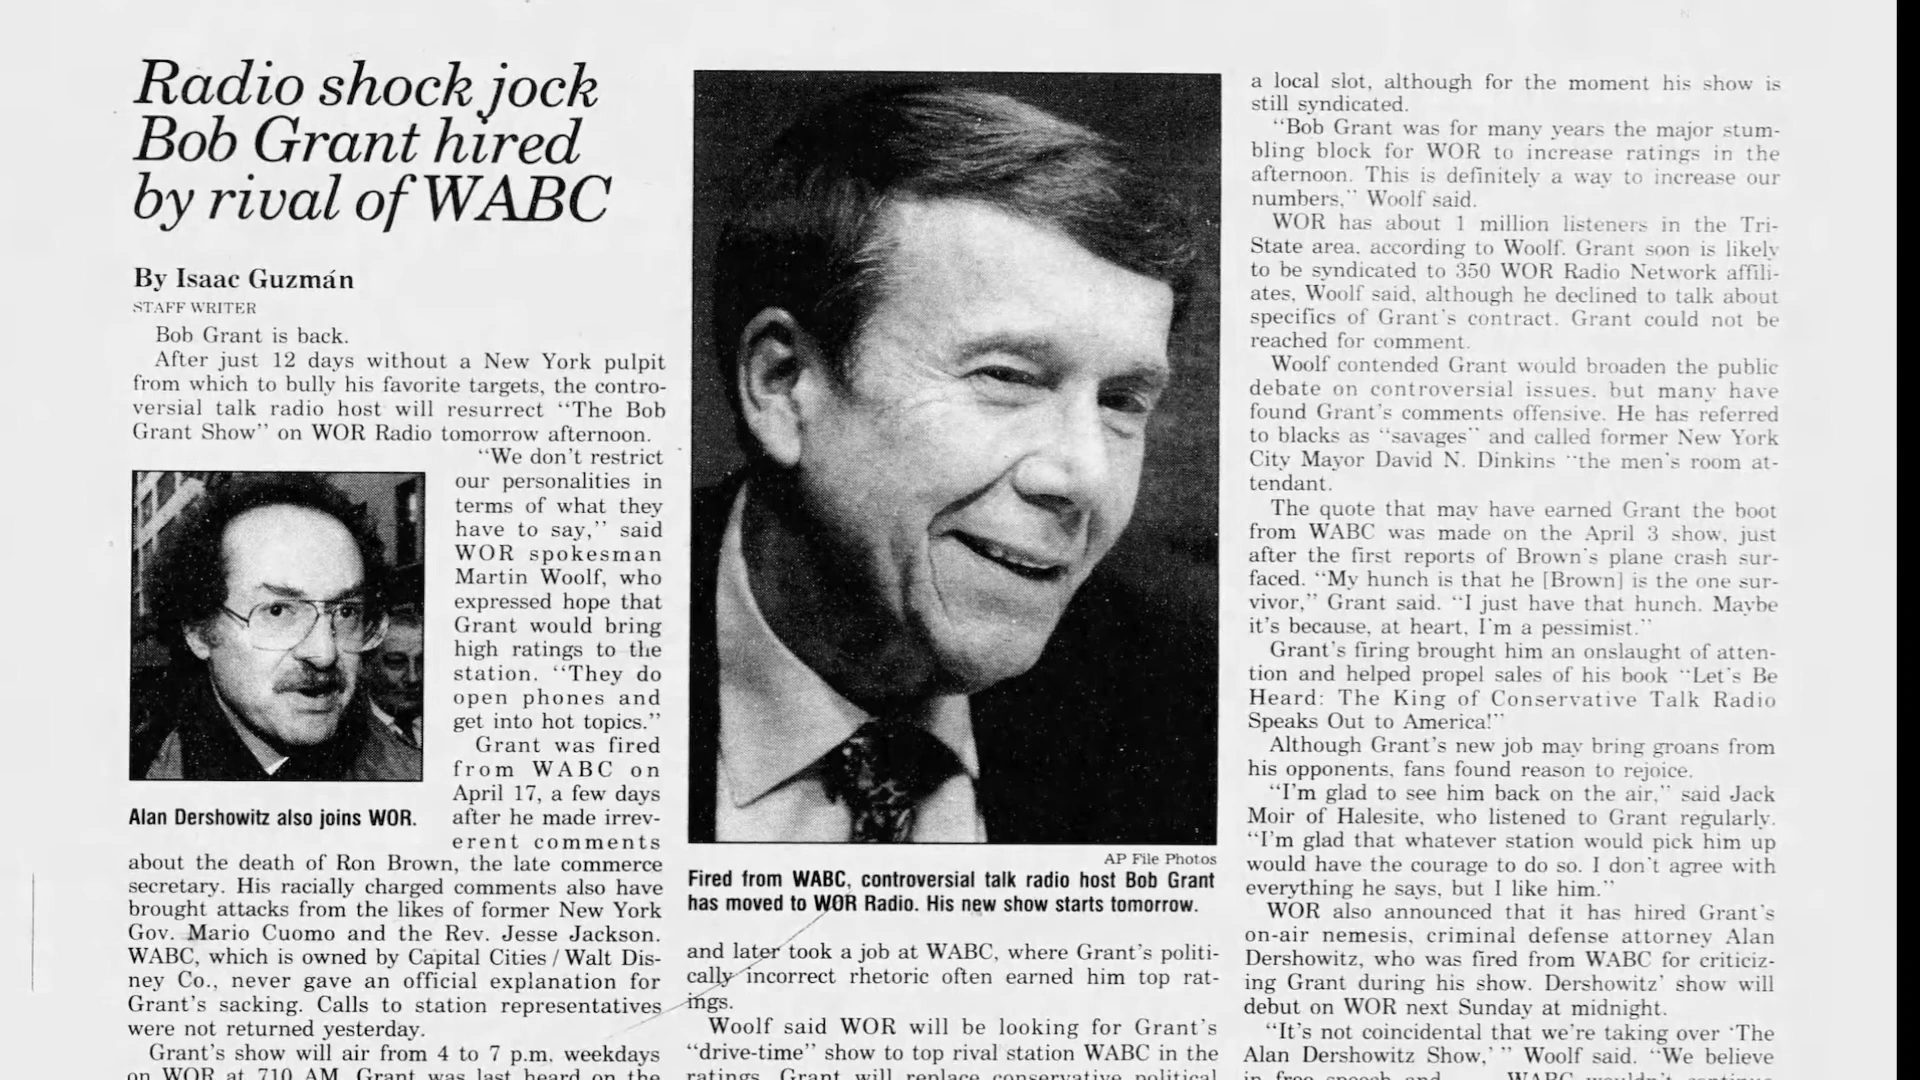 Radio shock jock
Bob Grant hired
by rival of WABC
By Isaac Guzmán
STAFF WRITER
Bob Grant is back.
After just 12 days without a New York pulpit
from which to bully his favorite targets, the contro-
versial talk radio host will resurrect “The Bob
Grant Show” on WOR Radio tomorrow afternoon.
“We don’t restrict
our personalities in
terms of what they
have to say,” said
WOR spokesman
Martin Woolf, who
expressed hope that
Grant would bring
high ratings to the
station. “They do
open phones and
get into hot topics.”
Grant was fired
from WABC on
April 17, a few days
after he made irrev-
erent comments
Alan Dershowitz also joins WOR.
about the death of Ron Brown, the late commerce
secretary. His racially charged comments also have
brought attacks from the likes of former New York
Gov. Mario Cuomo and the Rev. Jesse Jackson.
WABC, which is owned by Capital Cities / Walt Dis-
ney Co., never gave an official explanation for
Grant’s sacking. Calls to station representatives
were not returned yesterday.
Grant’s show will air from 4 to 7 p.m. weekdays
on WOR at 710 AM. Grant was last heard on the
AP File Photos
Fired from WABC, controversial talk radio host Bob Grant
has moved to WOR Radio. His new show starts tomorrow.
and later took a job at WABC, where Grant’s politi-
cally incorrect rhetoric often earned him top rat-
ings.
Woolf said WOR will be looking for Grant’s
“drive-time” show to top rival station WABC in the
ratings. Grant will replace conservative political
a local slot, although for the moment his show is
still syndicated.
“Bob Grant was for many years the major stum-
bling block for WOR to increase ratings in the
afternoon. This is definitely a way to increase our
numbers,” Woolf said.
WOR has about 1 million listeners in the Tri-
State area, according to Woolf. Grant soon is likely
to be syndicated to 350 WOR Radio Network affili-
ates, Woolf said, although he declined to talk about
specifics of Grant’s contract. Grant could not be
reached for comment.
Woolf contended Grant would broaden the public
debate on controversial issues, but many have
found Grant’s comments offensive. He has referred
to blacks as “savages” and called former New York
City Mayor David N. Dinkins “the men’s room at-
tendant.
The quote that may have earned Grant the boot
from WABC was made on the April 3 show, just
after the first reports of Brown’s plane crash sur-
faced. “My hunch is that he [Brown] is the one sur-
vivor,” Grant said. “I just have that hunch. Maybe
it’s because, at heart, I’m a pessimist.”
Grant’s firing brought him an onslaught of atten-
tion and helped propel sales of his book “Let’s Be
Heard: The King of Conservative Talk Radio
Speaks Out to America!”
Although Grant’s new job may bring groans from
his opponents, fans found reason to rejoice.
“I’m glad to see him back on the air,” said Jack
Moir of Halesite, who listened to Grant regularly.
“I’m glad that whatever station would pick him up
would have the courage to do so. I don’t agree with
everything he says, but I like him.”
WOR also announced that it has hired Grant’s
on-air nemesis, criminal defense attorney Alan
Dershowitz, who was fired from WABC for criticiz-
ing Grant during his show. Dershowitz’ show will
debut on WOR next Sunday at midnight.
“It’s not coincidental that we’re taking over ‘The
Alan Dershowitz Show,’ ” Woolf said. “We believe
in free speech and WABC wouldn’t continue